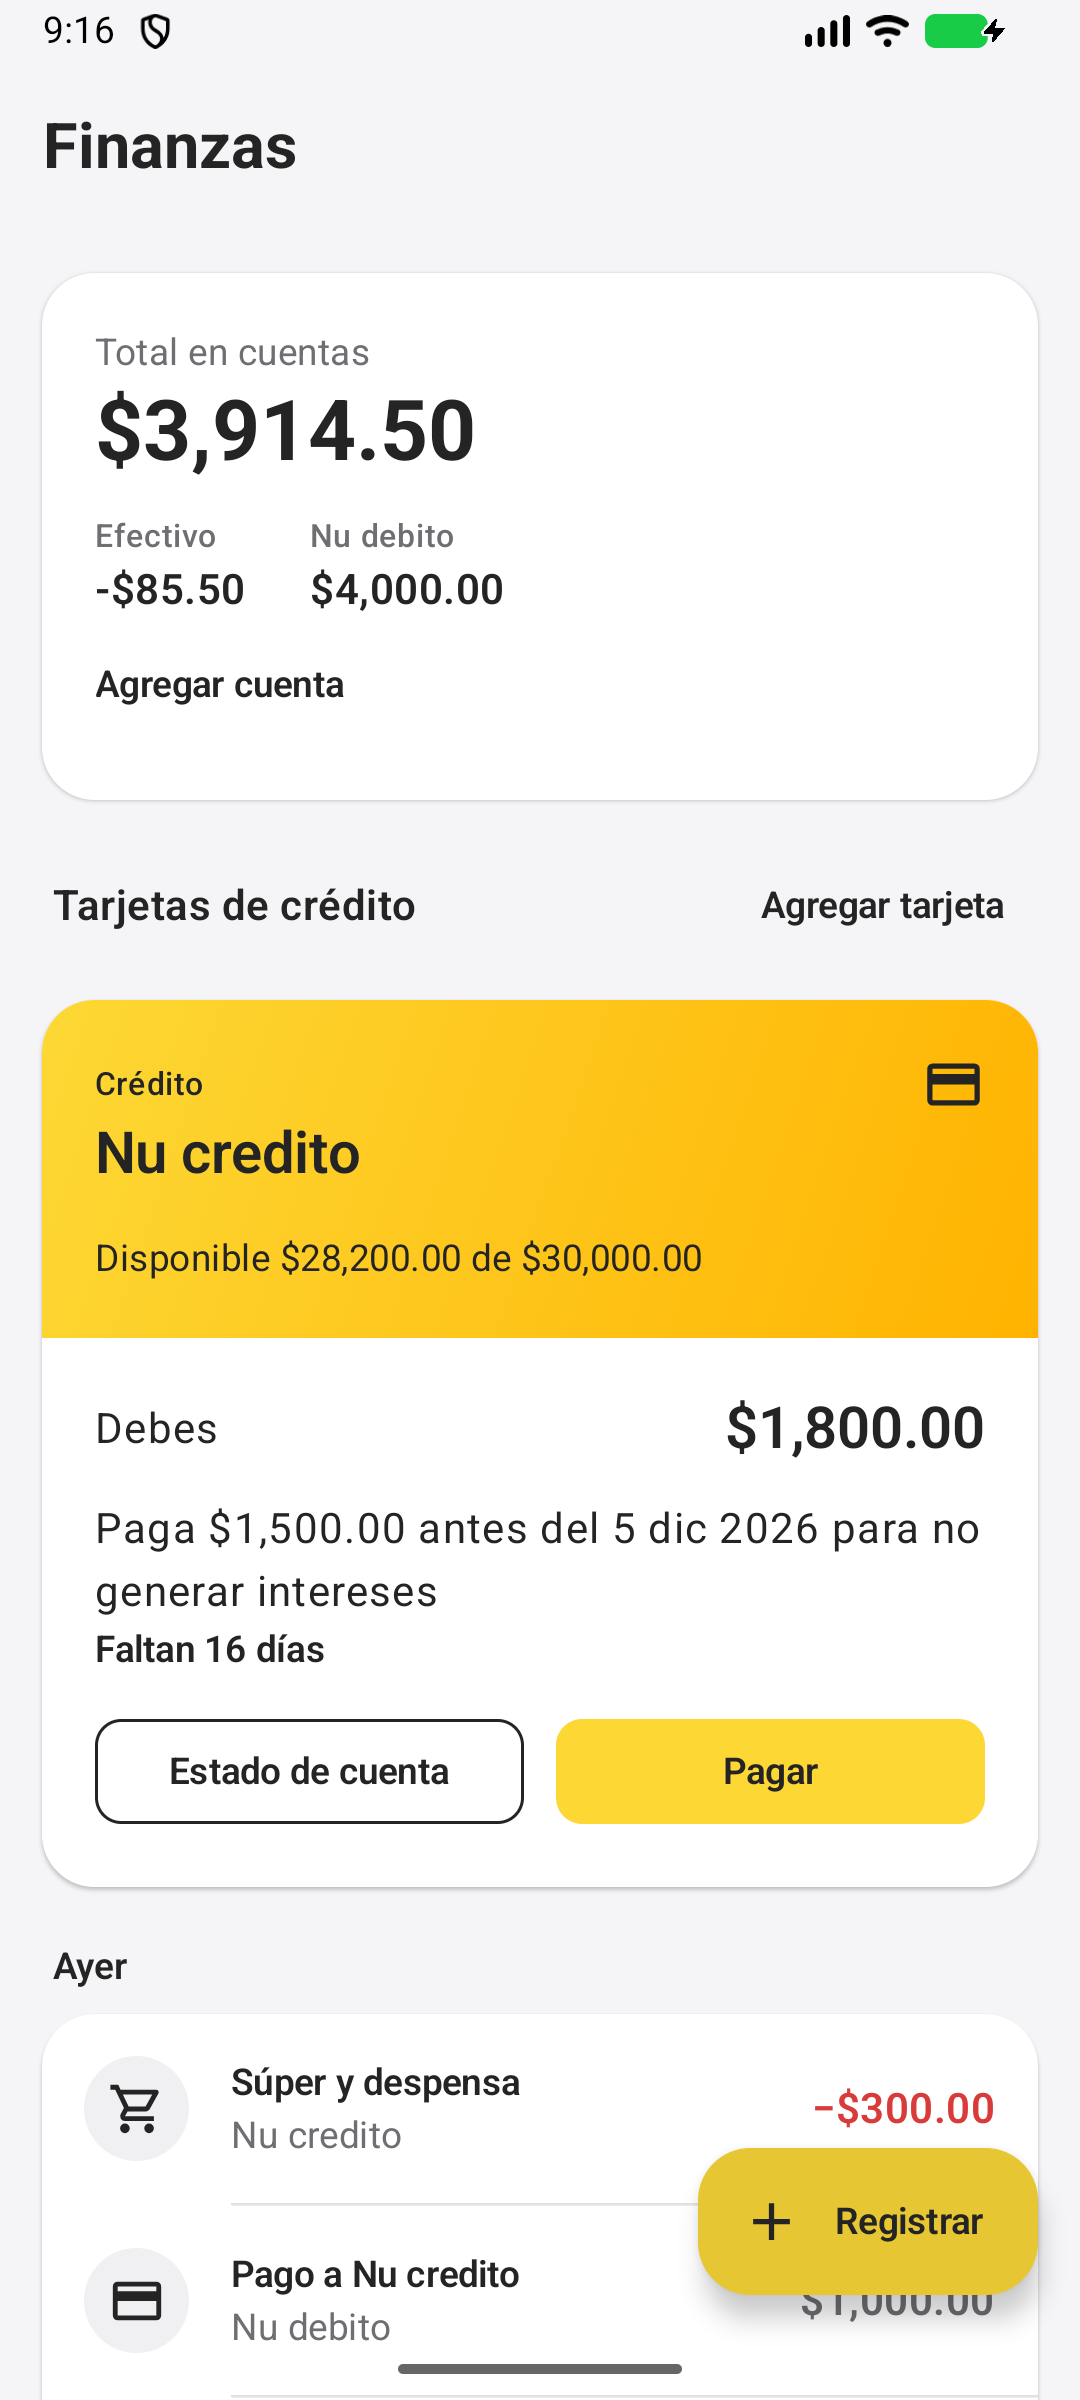 9:16
Finanzas
Total en cuentas
$3,914.50
Efectivo Nu debito
-$85.50 $4,000.00
Agregar cuenta
Tarjetas de crédito Agregar tarjeta
Crédito
Nu credito
Disponible $28,200.00 de $30,000.00
Debes $1,800.00
Paga $1,500.00 antes del 5 dic 2026 para no
generar intereses
Faltan 16 días
Estado de cuenta Pagar
Ayer
Súper y despensa
Nu credito
−$300.00
Registrar
Pago a Nu credito
Nu debito
$1,000.00